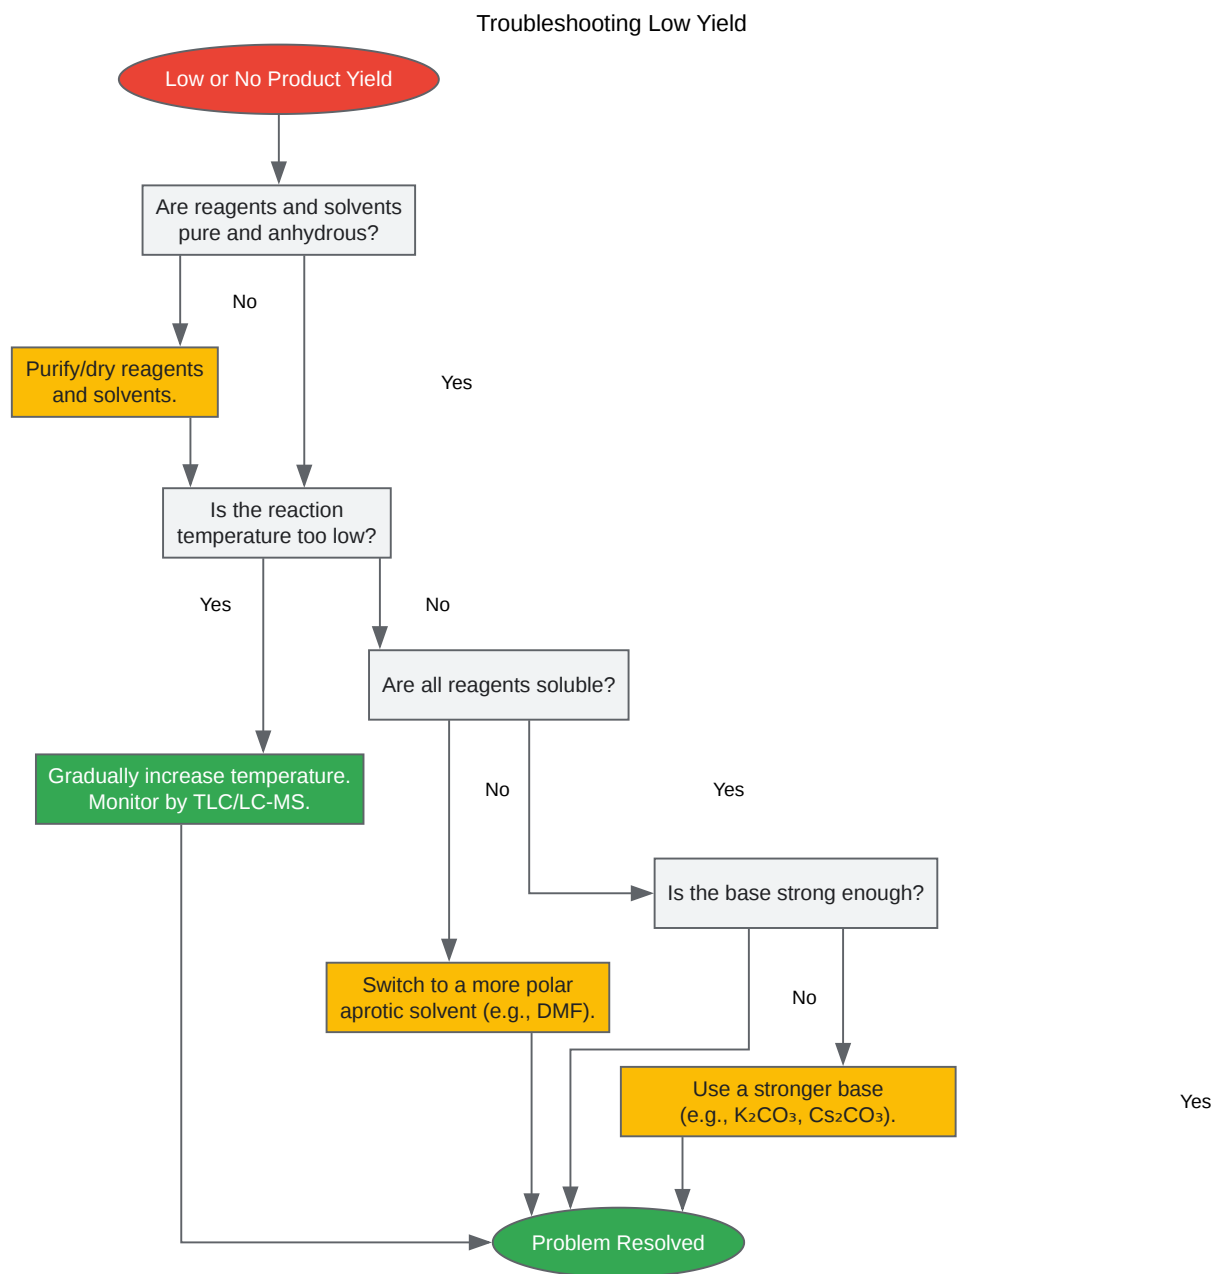 Troubleshooting Low Yield
Low or No Product Yield
Are reagents and solvents
pure and anhydrous?
No
Purify/dry reagents
and solvents.
Yes
Is the reaction
temperature too low?
Yes
No
Are all reagents soluble?
Gradually increase temperature.
Monitor by TLC/LC-MS.
No
Yes
Is the base strong enough?
Switch to a more polar
aprotic solvent (e.g., DMF).
No
Use a stronger base
(e.g., K₂CO₃, Cs₂CO₃).
Yes
Problem Resolved